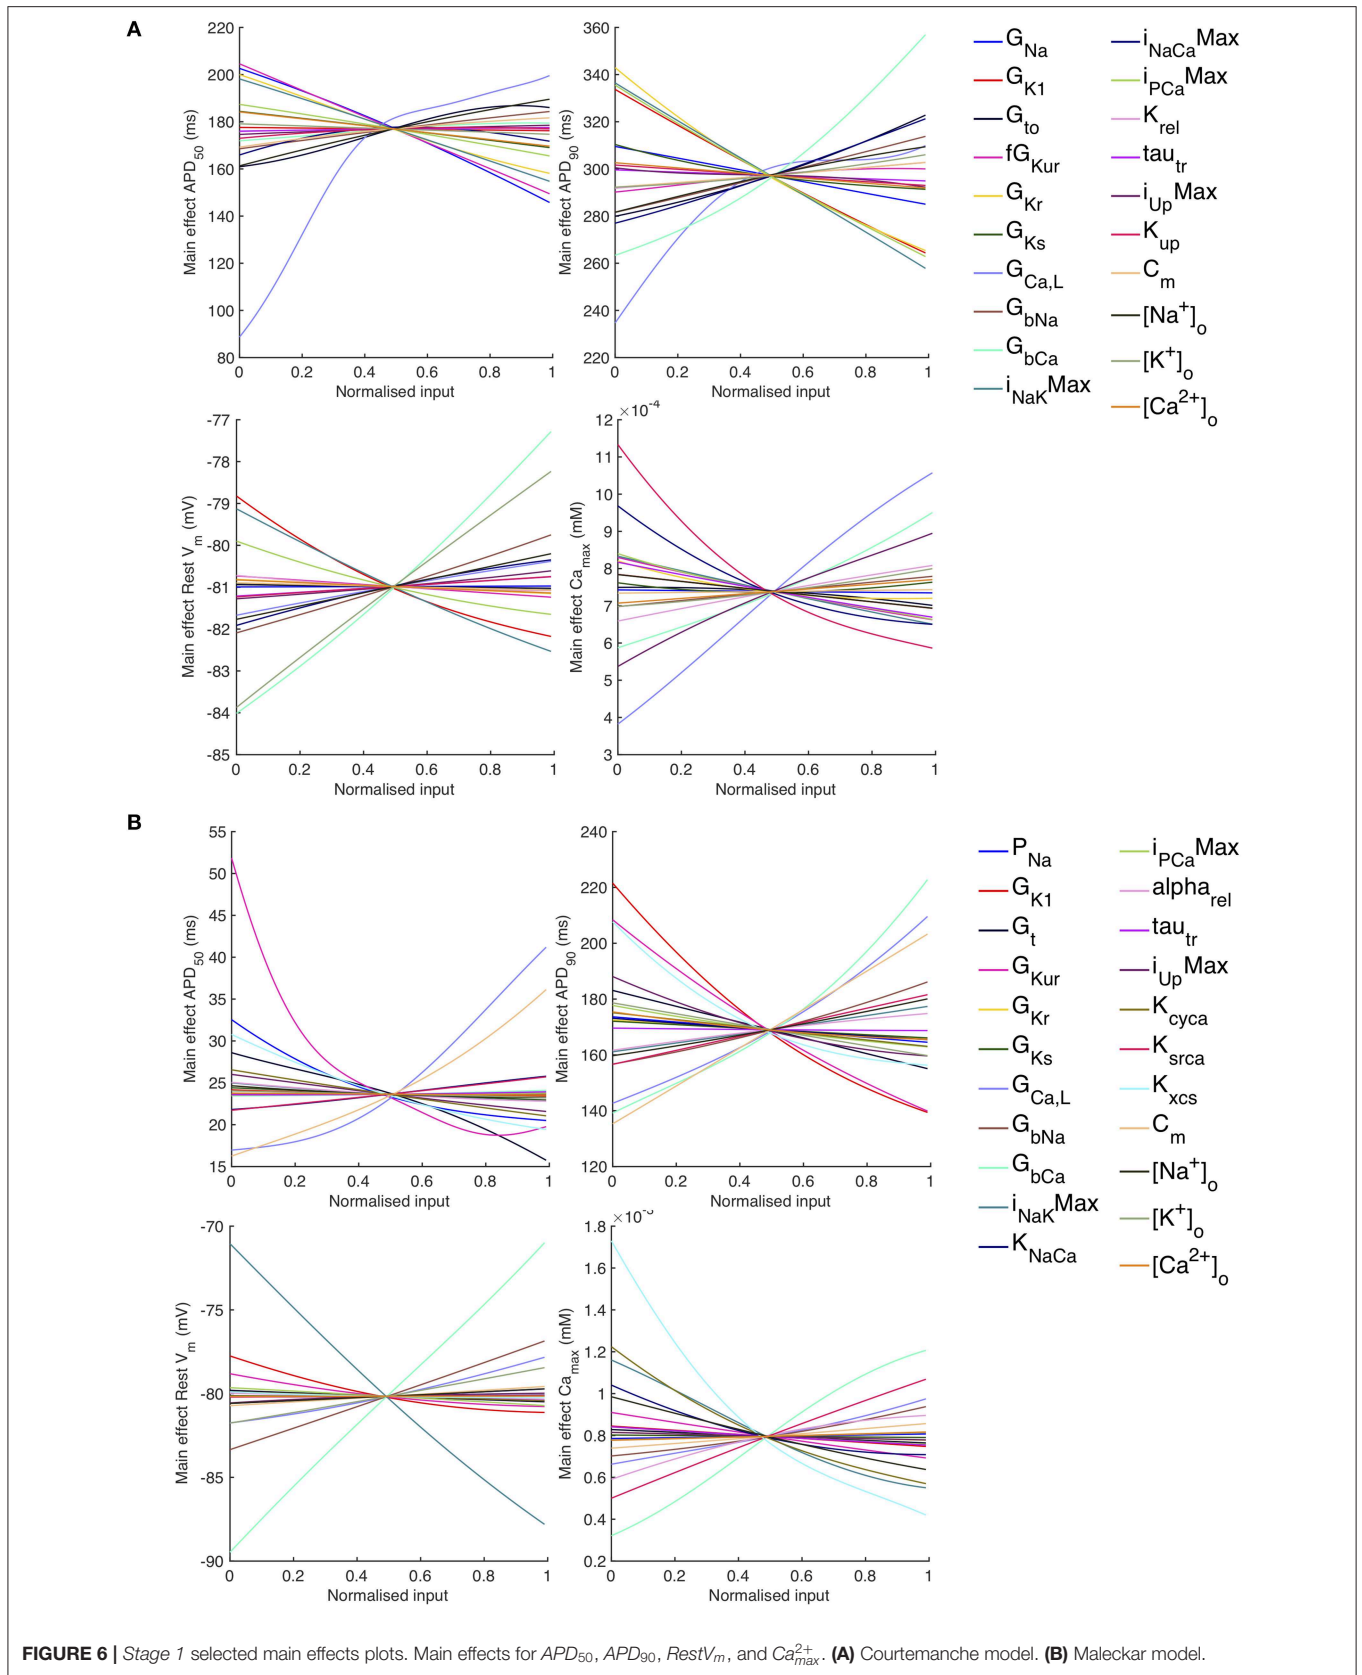 A
220
200
180
160
140
120
100
80
Main effect APD50 (ms)
0 0.2 0.4 0.6 0.8 1
Normalised input
360
340
320
300
280
260
240
220
Main effect APD90 (ms)
0 0.2 0.4 0.6 0.8 1
Normalised input
GNa
GK1
Gto
fGKur
GKr
GKs
GCa,L
GbNa
GbCa
iNaKMax
iNaCaMax
iPCaMax
Krel
tautr
iUpMax
Kup
Cm
[Na+]o
[K+]o
[Ca2+]o
-77
-78
-79
-80
-81
-82
-83
-84
-85
Main effect Rest Vm (mV)
0 0.2 0.4 0.6 0.8 1
Normalised input
×10-4
12
11
10
9
8
7
6
5
4
3
Main effect Camax (mM)
0 0.2 0.4 0.6 0.8 1
Normalised input
B
55
50
45
40
35
30
25
20
15
Main effect APD50 (ms)
0 0.2 0.4 0.6 0.8 1
Normalised input
240
220
200
180
160
140
120
Main effect APD90 (ms)
0 0.2 0.4 0.6 0.8 1
Normalised input
PNa
GK1
Gt
GKur
GKr
GKs
GCa,L
GbNa
GbCa
iNaKMax
KNaCa
iPCaMax
alpharel
tautr
iUpMax
Kcyca
Ksrca
Kxcs
Cm
[Na+]o
[K+]o
[Ca2+]o
-70
-75
-80
-85
-90
Main effect Rest Vm (mV)
0 0.2 0.4 0.6 0.8 1
Normalised input
×10
1.8
1.6
1.4
1.2
1
0.8
0.6
0.4
0.2
Main effect Camax (mM)
0 0.2 0.4 0.6 0.8 1
Normalised input
FIGURE 6 | Stage 1 selected main effects plots. Main effects for APD50, APD90, RestVm, and Ca2+max. (A) Courtemanche model. (B) Maleckar model.